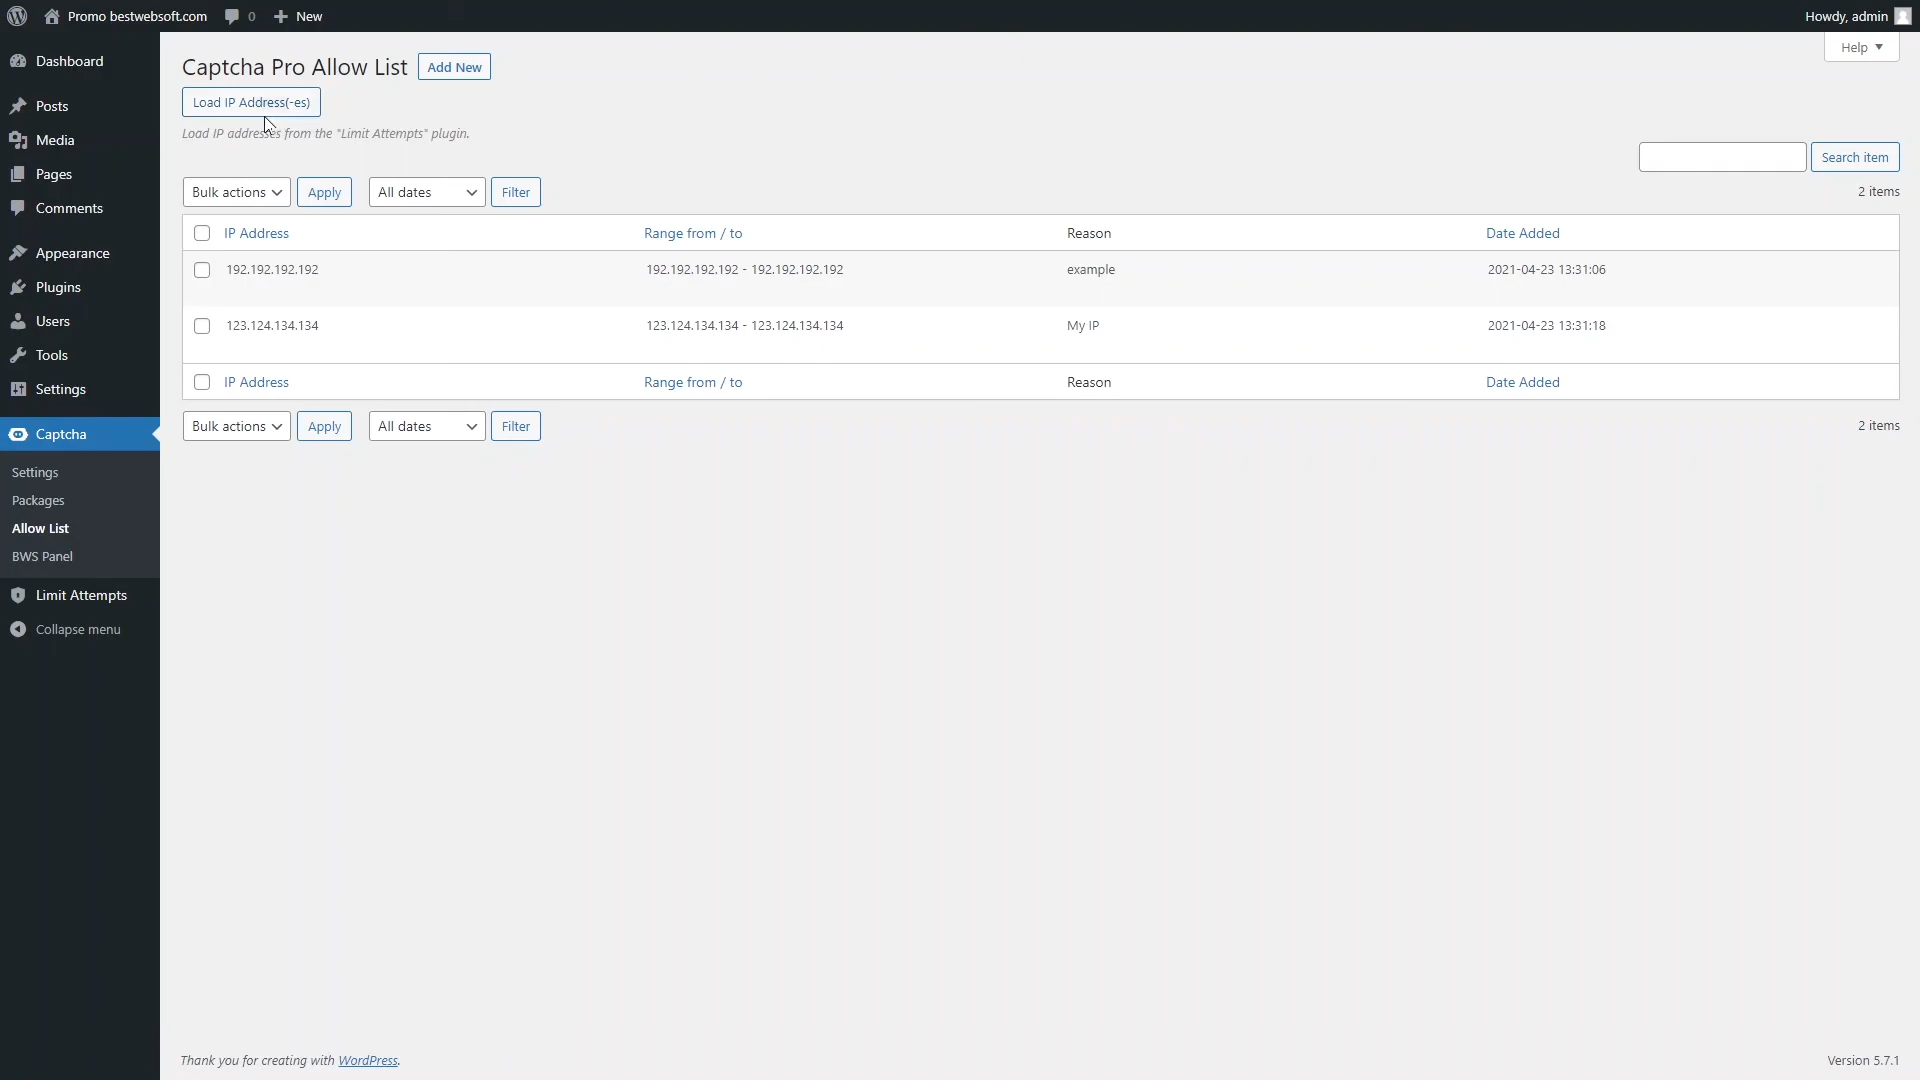 Promo bestwebsoft.com 0 New Howdy, admin
Help
Dashboard
Posts
Media
Pages
Comments
Appearance
Plugins
Users
Tools
Settings
Captcha
Settings
Packages
Allow List
BWS Panel
Limit Attempts
Collapse menu
Captcha Pro Allow List Add New
Load IP Address(-es)
Load IP addresses from the "Limit Attempts" plugin.
Search item
Bulk actions Apply All dates Filter 2 items
IP Address Range from / to Reason Date Added
192.192.192.192 192.192.192.192 - 192.192.192.192 example 2021-04-23 13:31:06
123.124.134.134 123.124.134.134 - 123.124.134.134 My IP 2021-04-23 13:31:18
IP Address Range from / to Reason Date Added
Bulk actions Apply All dates Filter 2 items
Thank you for creating with WordPress. Version 5.7.1